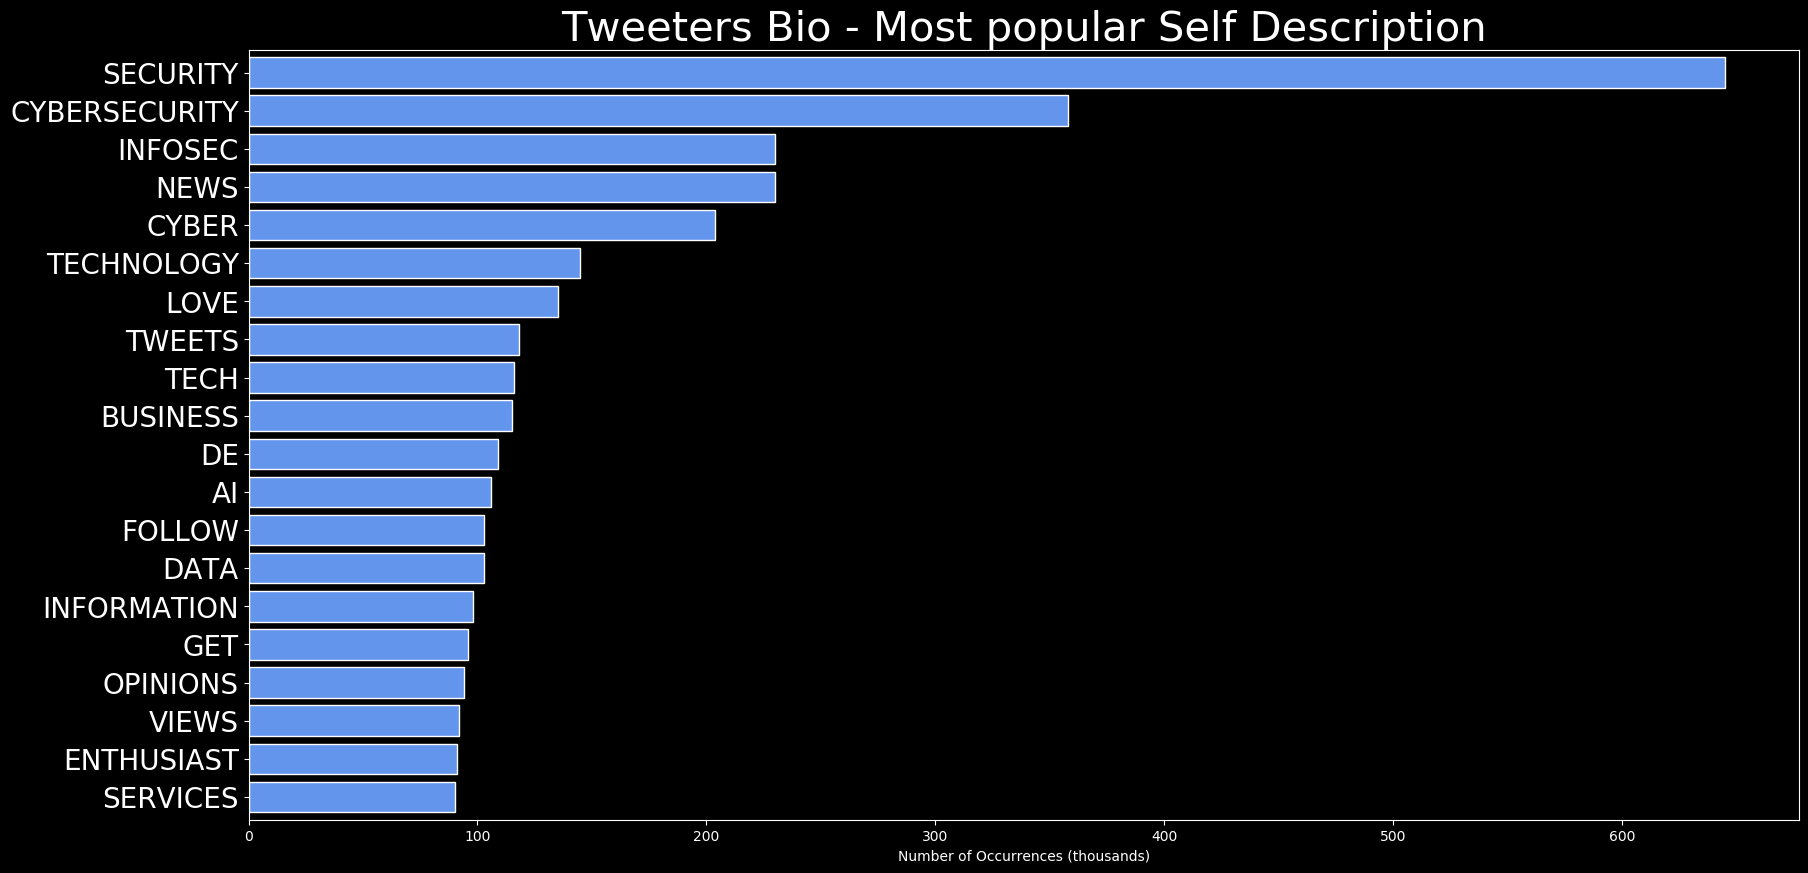 Tweeters Bio - Most popular Self Description
SECURITY
CYBERSECURITY
INFOSEC
NEWS
CYBER
TECHNOLOGY
LOVE
TWEETS
TECH
BUSINESS
DE
AI
FOLLOW
DATA
INFORMATION
GET
OPINIONS
VIEWS
ENTHUSIAST
SERVICES
0 100 200 300 400 500 600
Number of Occurrences (thousands)